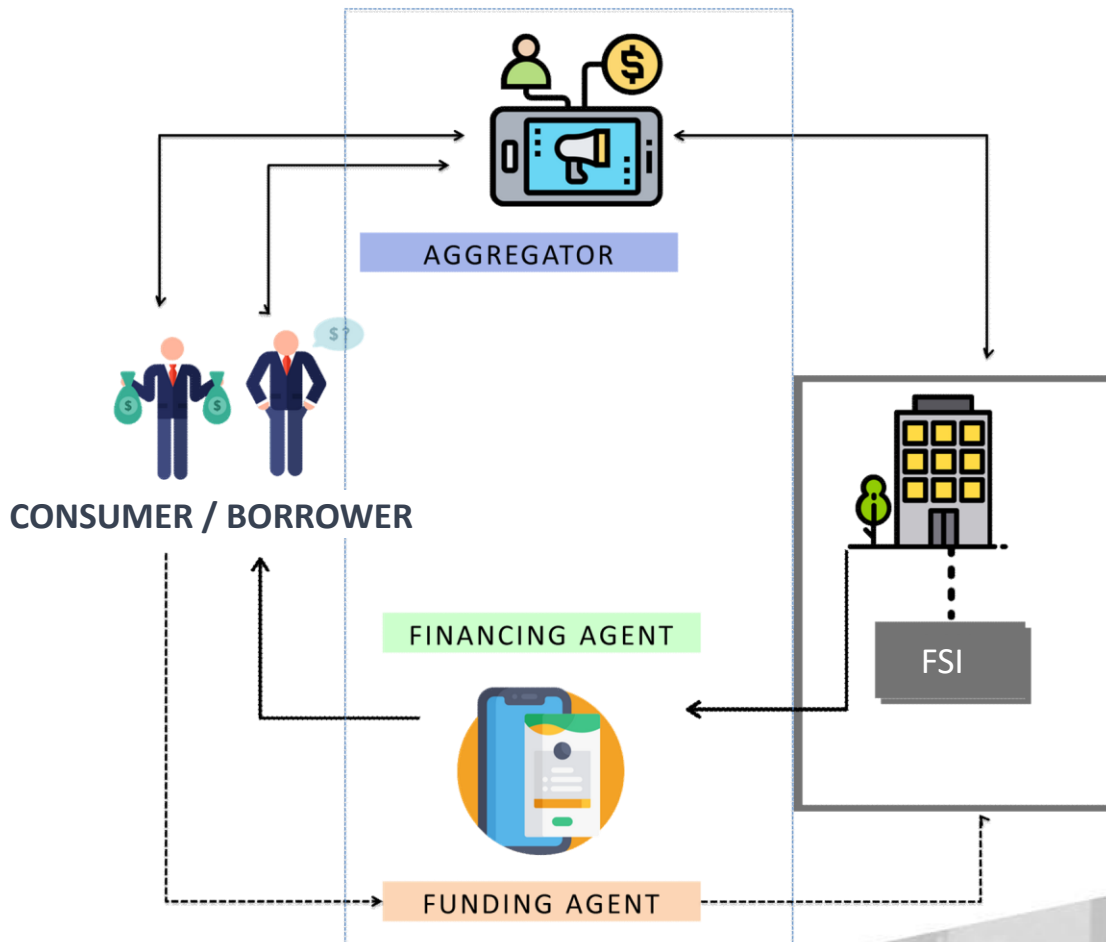 $
AGGREGATOR
$?
$
$
CONSUMER / BORROWER
FINANCING AGENT
FSI
FUNDING AGENT